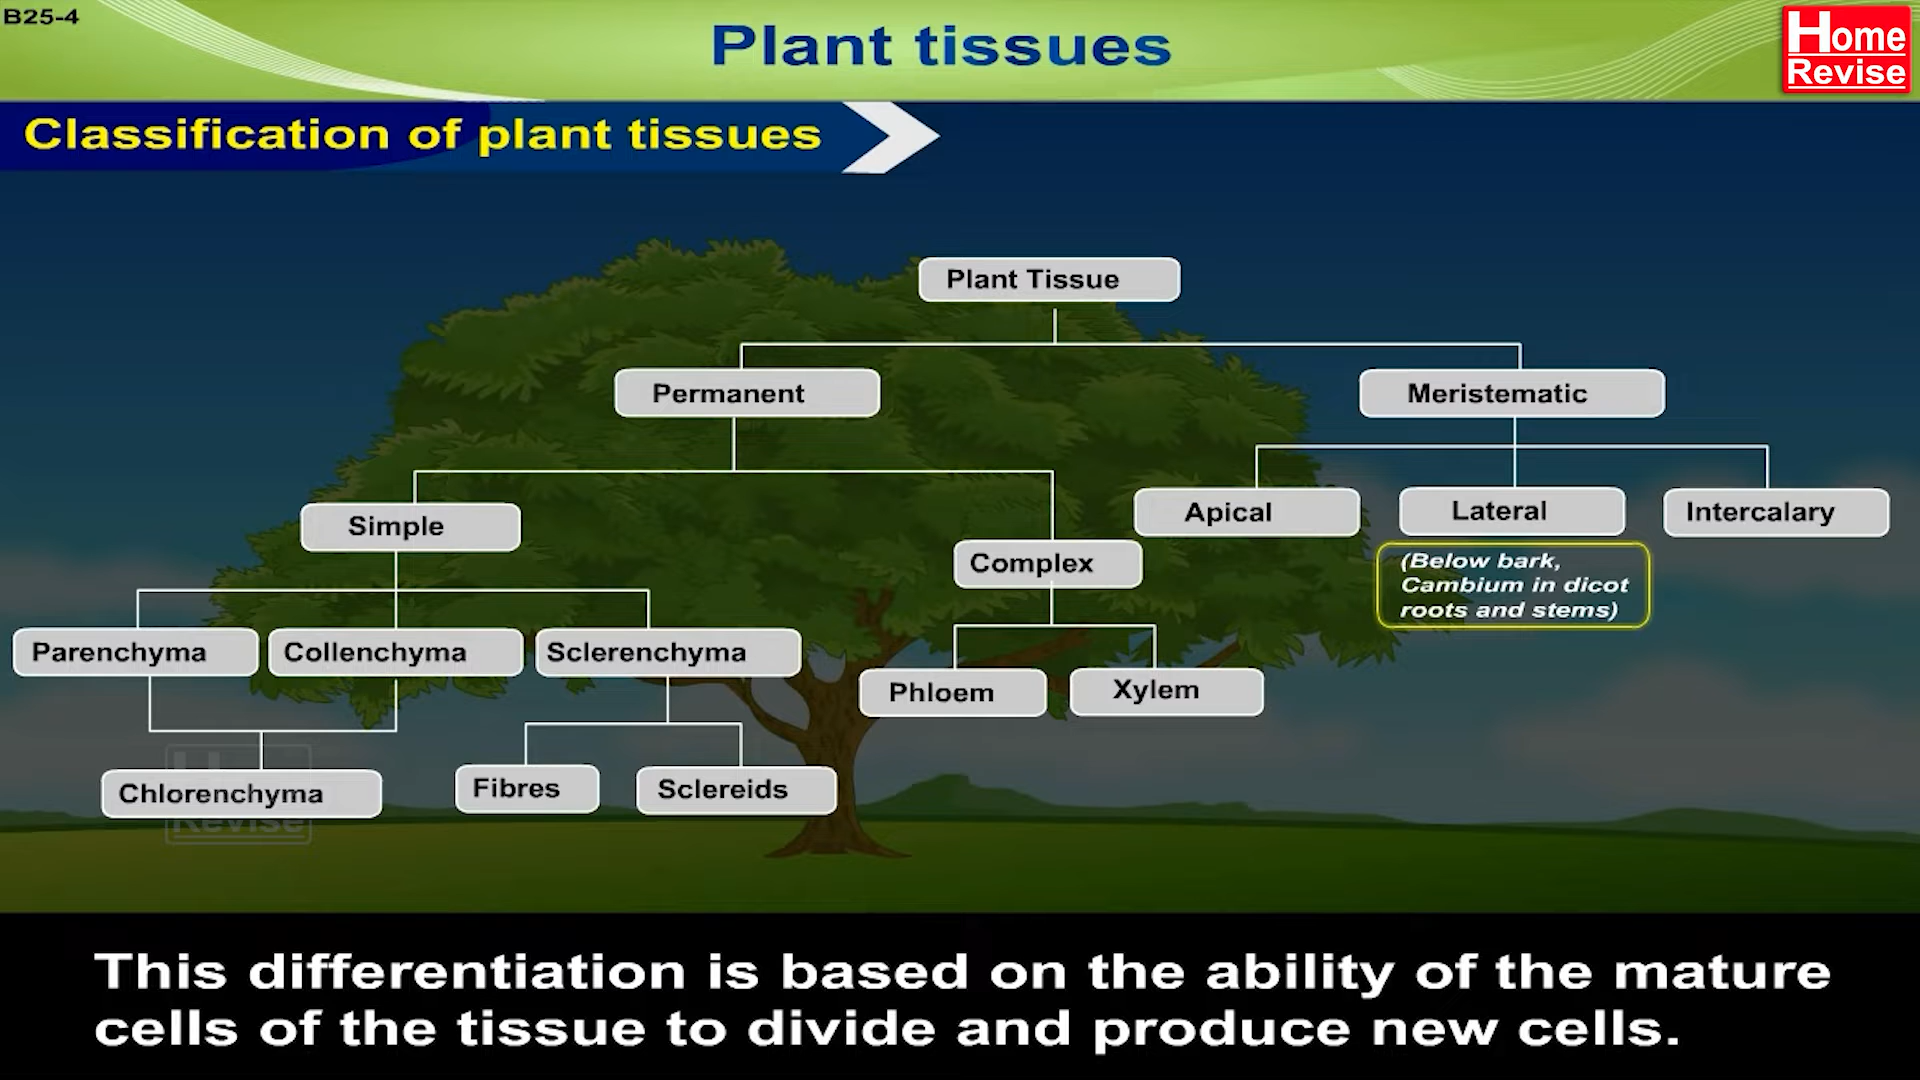 B25-4
Plant tissues
Home
Revise
Classification of plant tissues
Plant Tissue
Permanent
Meristematic
Simple
Complex
Apical
Lateral
Intercalary
(Below bark,
Cambium in dicot
roots and stems)
Parenchyma
Collenchyma
Sclerenchyma
Phloem
Xylem
Chlorenchyma
Fibres
Sclereids
Revise
This differentiation is based on the ability of the mature
cells of the tissue to divide and produce new cells.